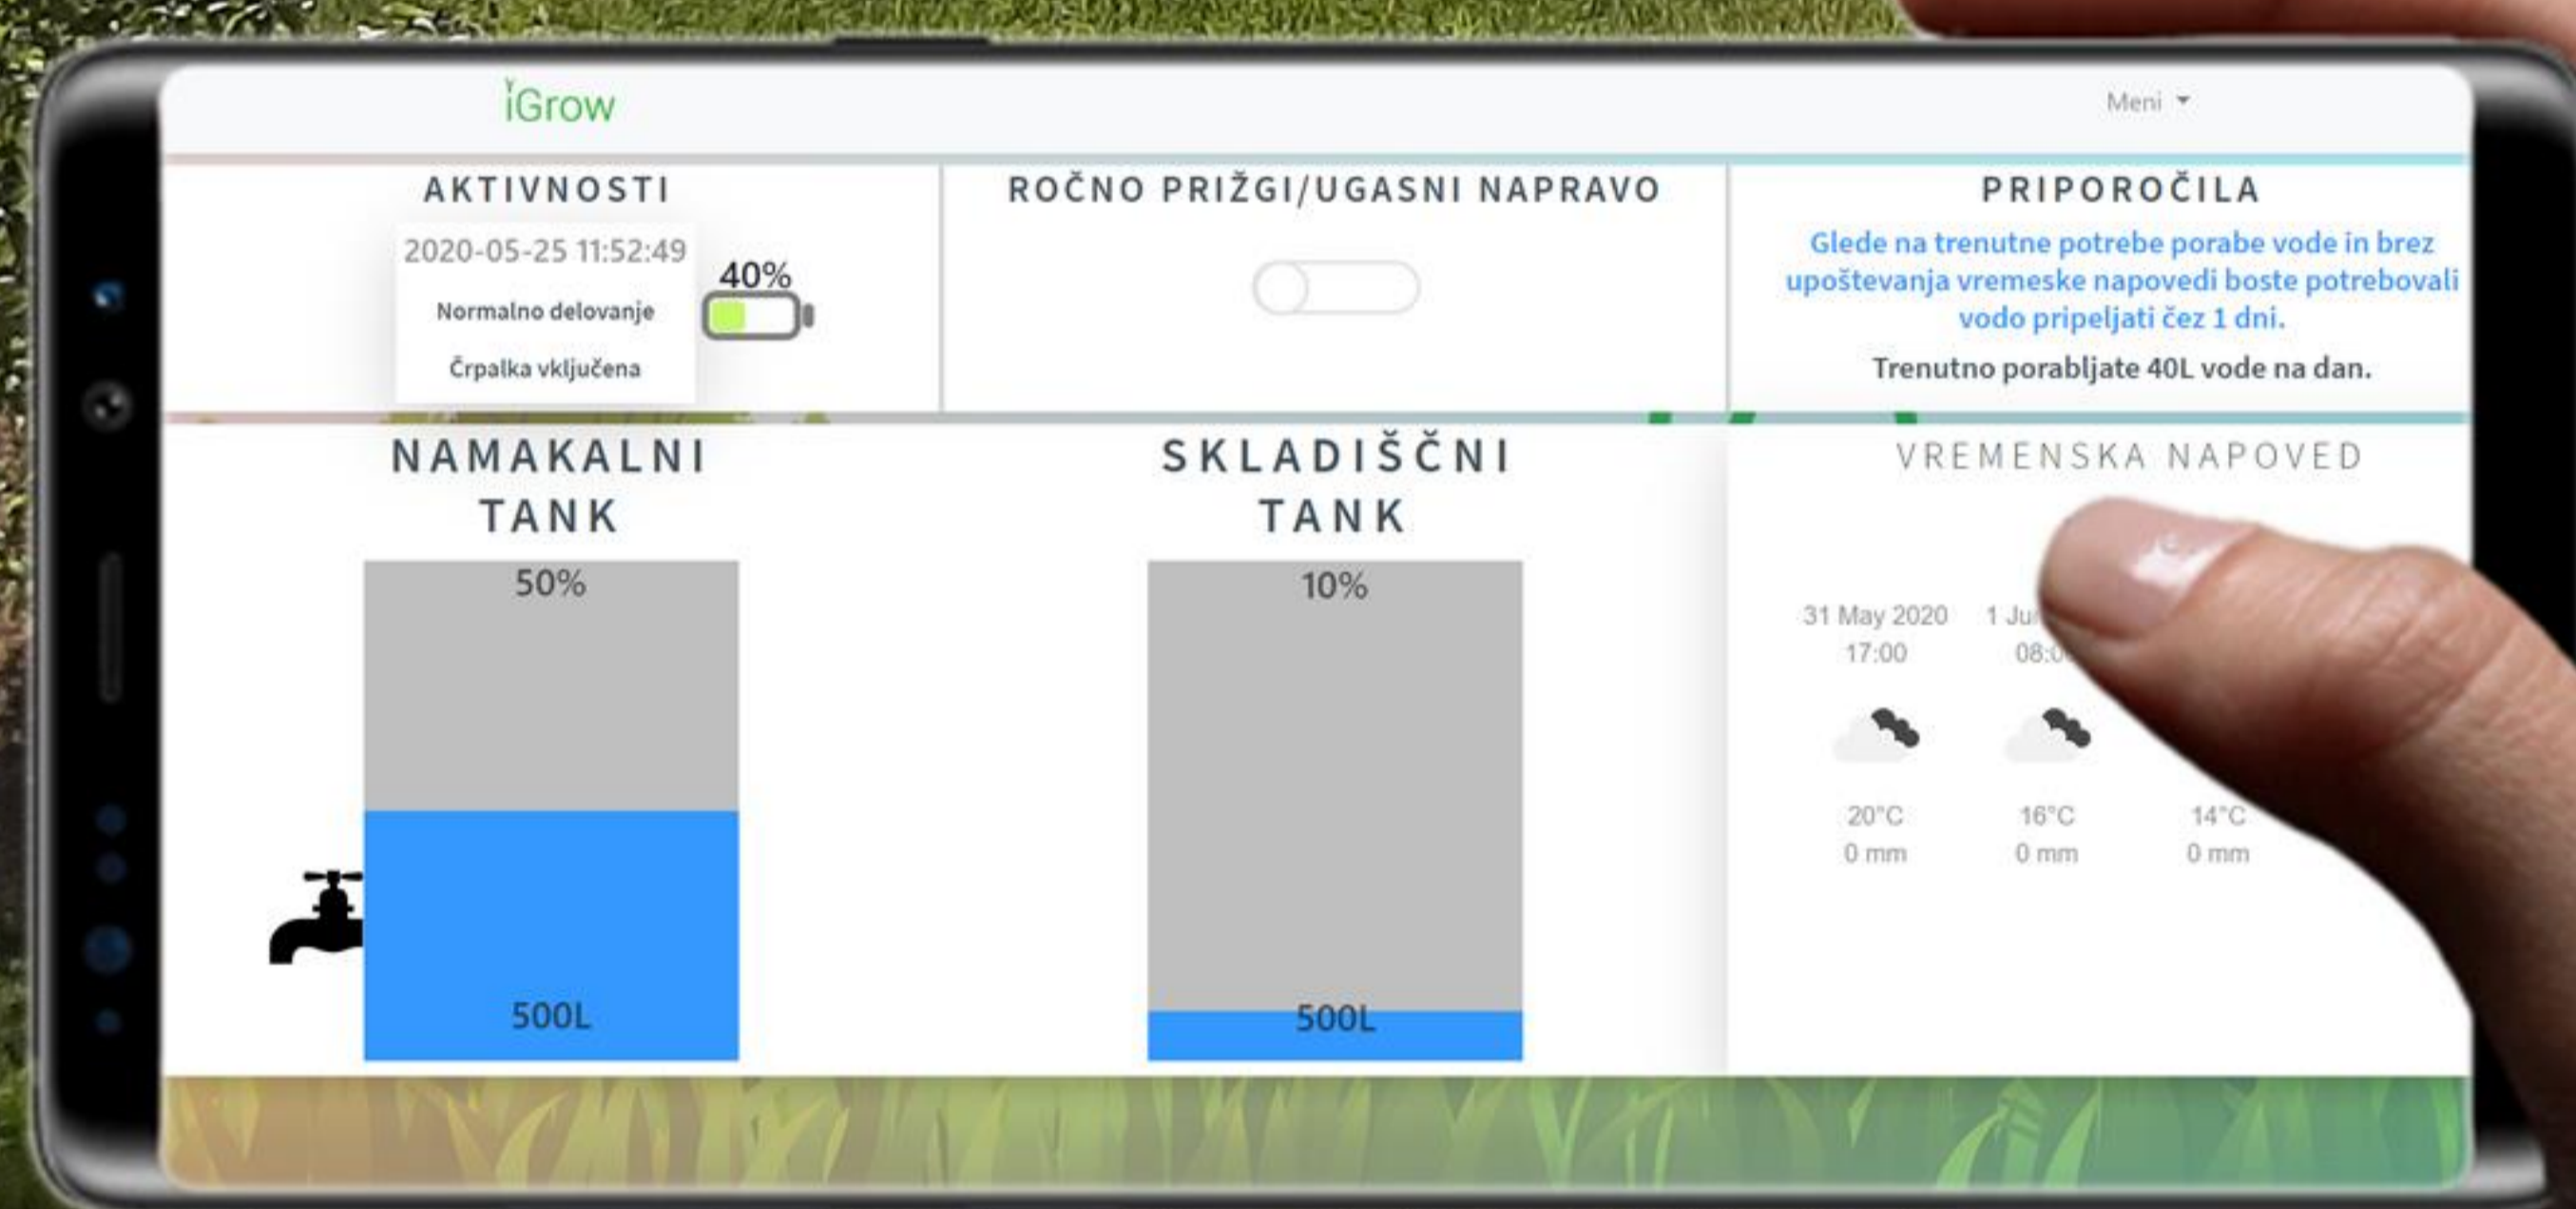 iGrow
Meni
AKTIVNOSTI
2020-05-25 11:52:49
40%
Normalno delovanje
Črpalka vključena
ROČNO PRIŽGI/UGASNI NAPRAVO
PRIPOROČILA
Glede na trenutne potrebe porabe vode in brez
upoštevanja vremeske napovedi boste potrebovali
vodo pripeljati čez 1 dni.
Trenutno porabljate 40L vode na dan.
NAMAKALNI
TANK
50%
500L
SKLADIŠČNI
TANK
10%
500L
VREMENSKA NAPOVED
31 May 2020 1
17:00
20°C 16°C 14°C
0 mm 0 mm 0 mm